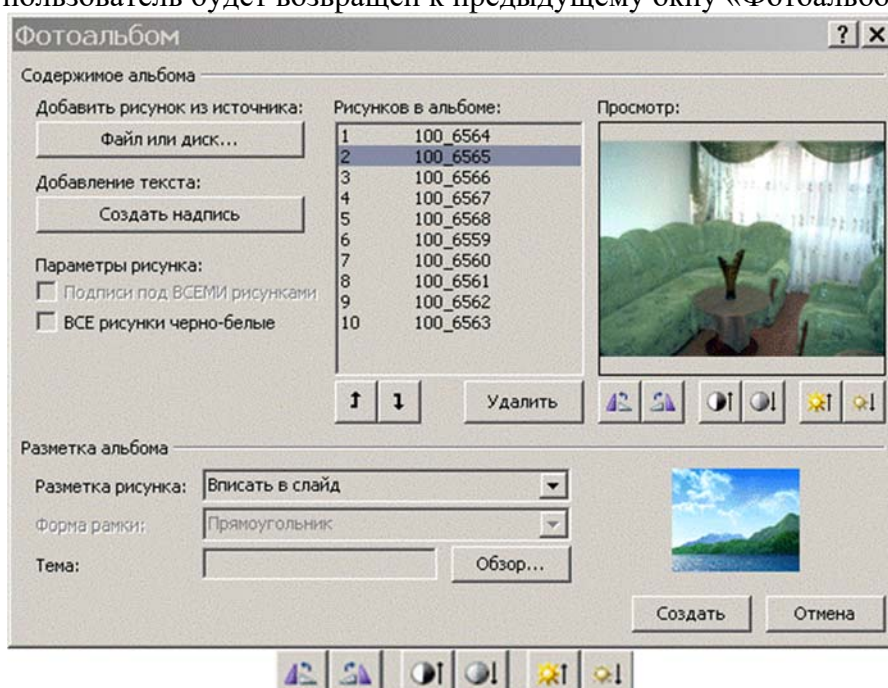 пользователь будет возвращен к предыдущему окну «Фотоальбо
Фотоальбом
Содержимое альбома
Добавить рисунок из источника:
Файл или диск...
Добавление текста:
Создать надпись
Параметры рисунка:
Подписи под ВСЕМИ рисунками
ВСЕ рисунки черно-белые
Рисунков в альбоме:
1 100_6564
2 100_6565
3 100_6566
4 100_6567
5 100_6568
6 100_6559
7 100_6560
8 100_6561
9 100_6562
10 100_6563
Удалить
Просмотр:
Разметка альбома
Разметка рисунка: Вписать в слайд
Форма рамки: Прямоугольник
Тема:
Обзор...
Создать
Отмена